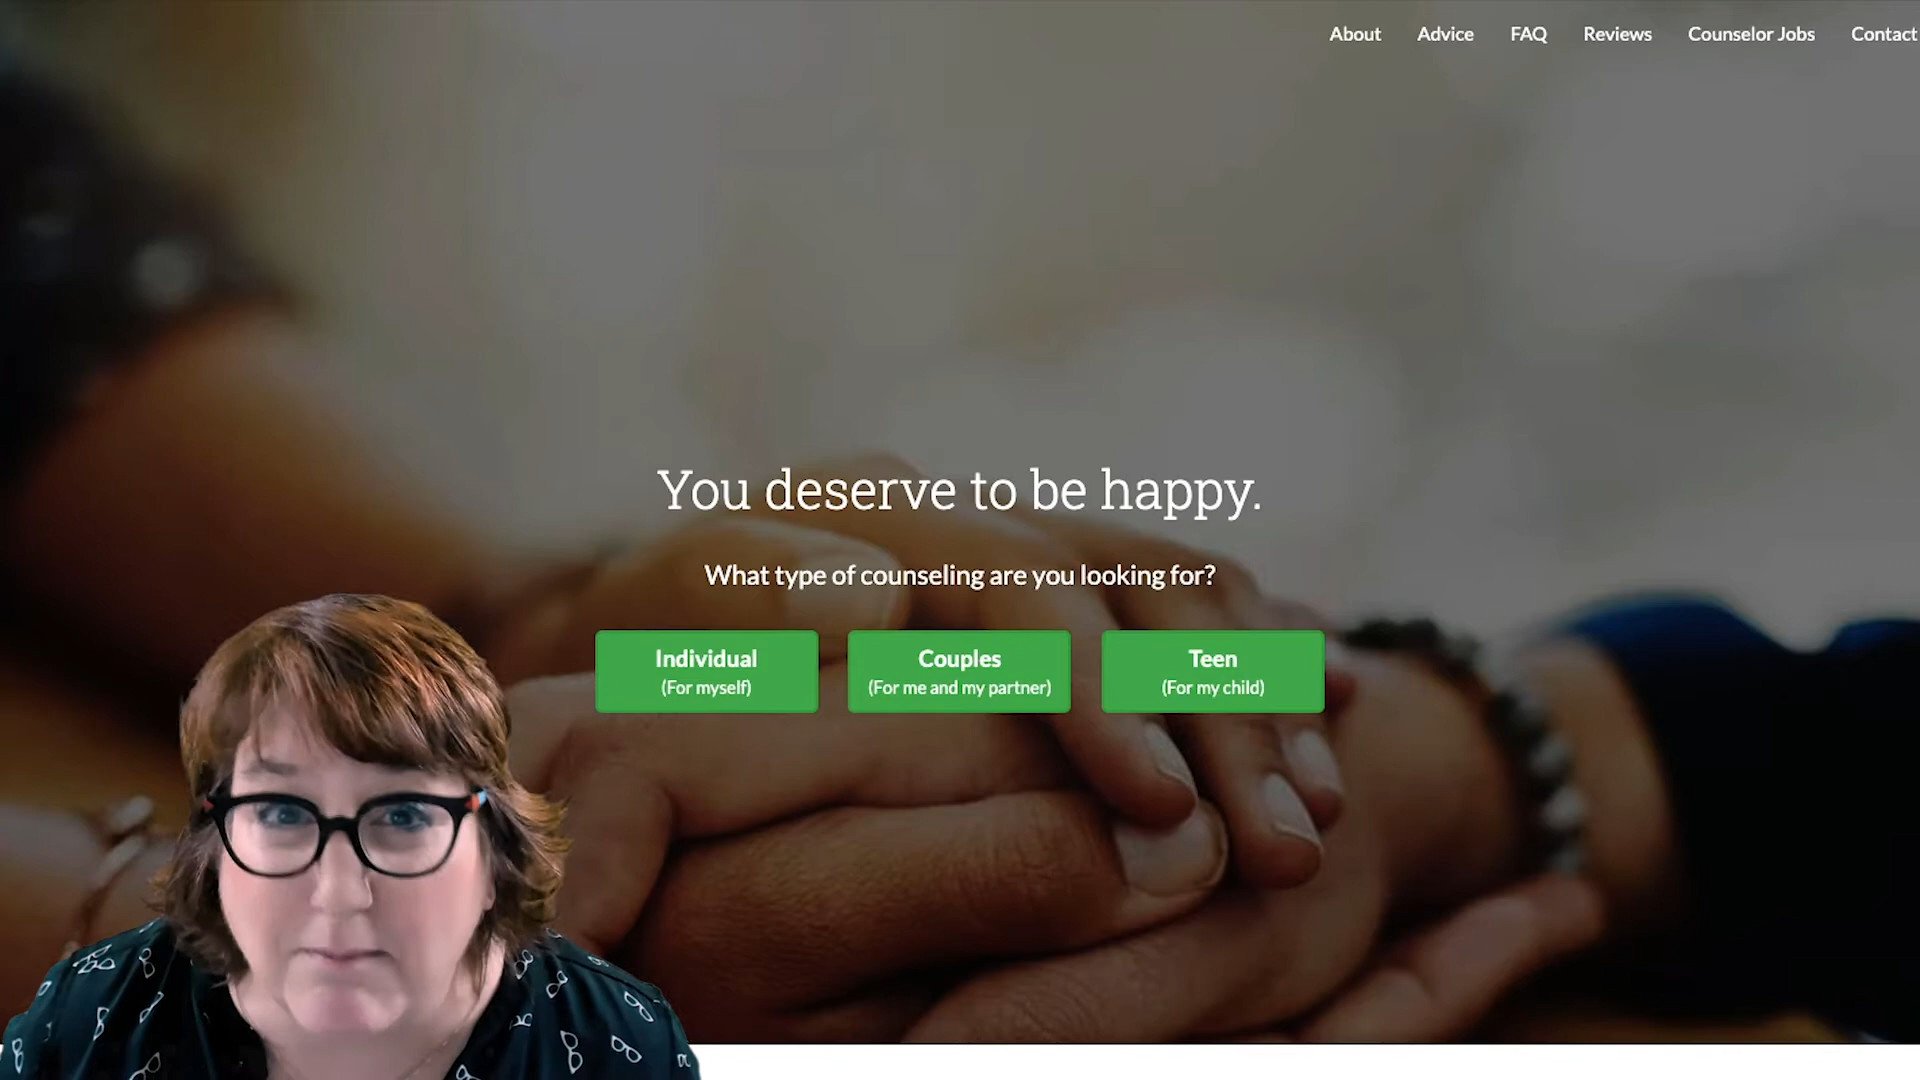 About Advice FAQ Reviews Counselor Jobs Contact
You deserve to be happy.
What type of counseling are you looking for?
Individual
(For myself)
Couples
(For me and my partner)
Teen
(For my child)